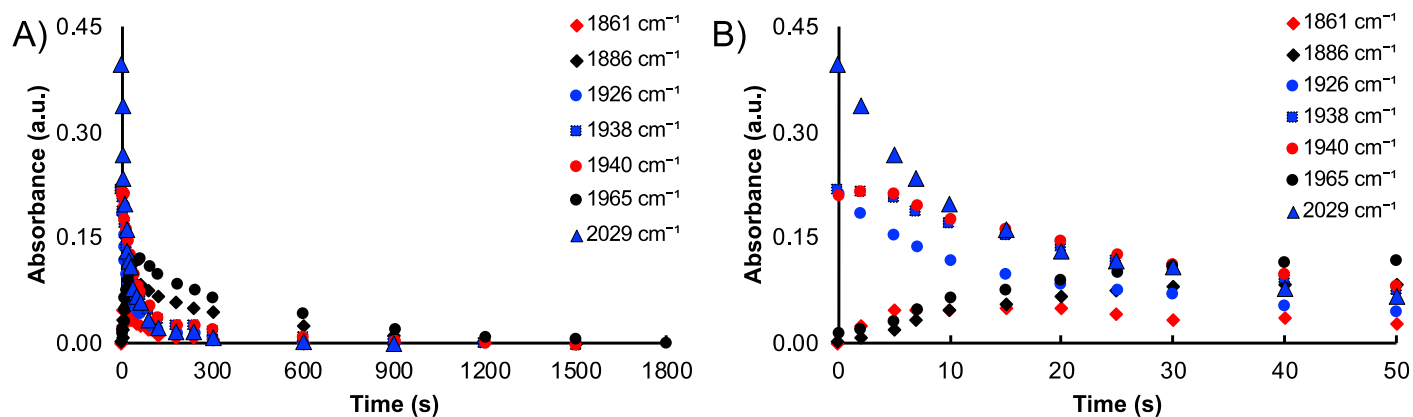 A)
0.45
0.30
0.15
0.00
Absorbance (a.u.)
0 300 600 900 1200 1500 1800
Time (s)
1861 cm⁻¹
1886 cm⁻¹
1926 cm⁻¹
1938 cm⁻¹
1940 cm⁻¹
1965 cm⁻¹
2029 cm⁻¹
B)
0.45
0.30
0.15
0.00
Absorbance (a.u.)
0 10 20 30 40 50
Time (s)
1861 cm⁻¹
1886 cm⁻¹
1926 cm⁻¹
1938 cm⁻¹
1940 cm⁻¹
1965 cm⁻¹
2029 cm⁻¹